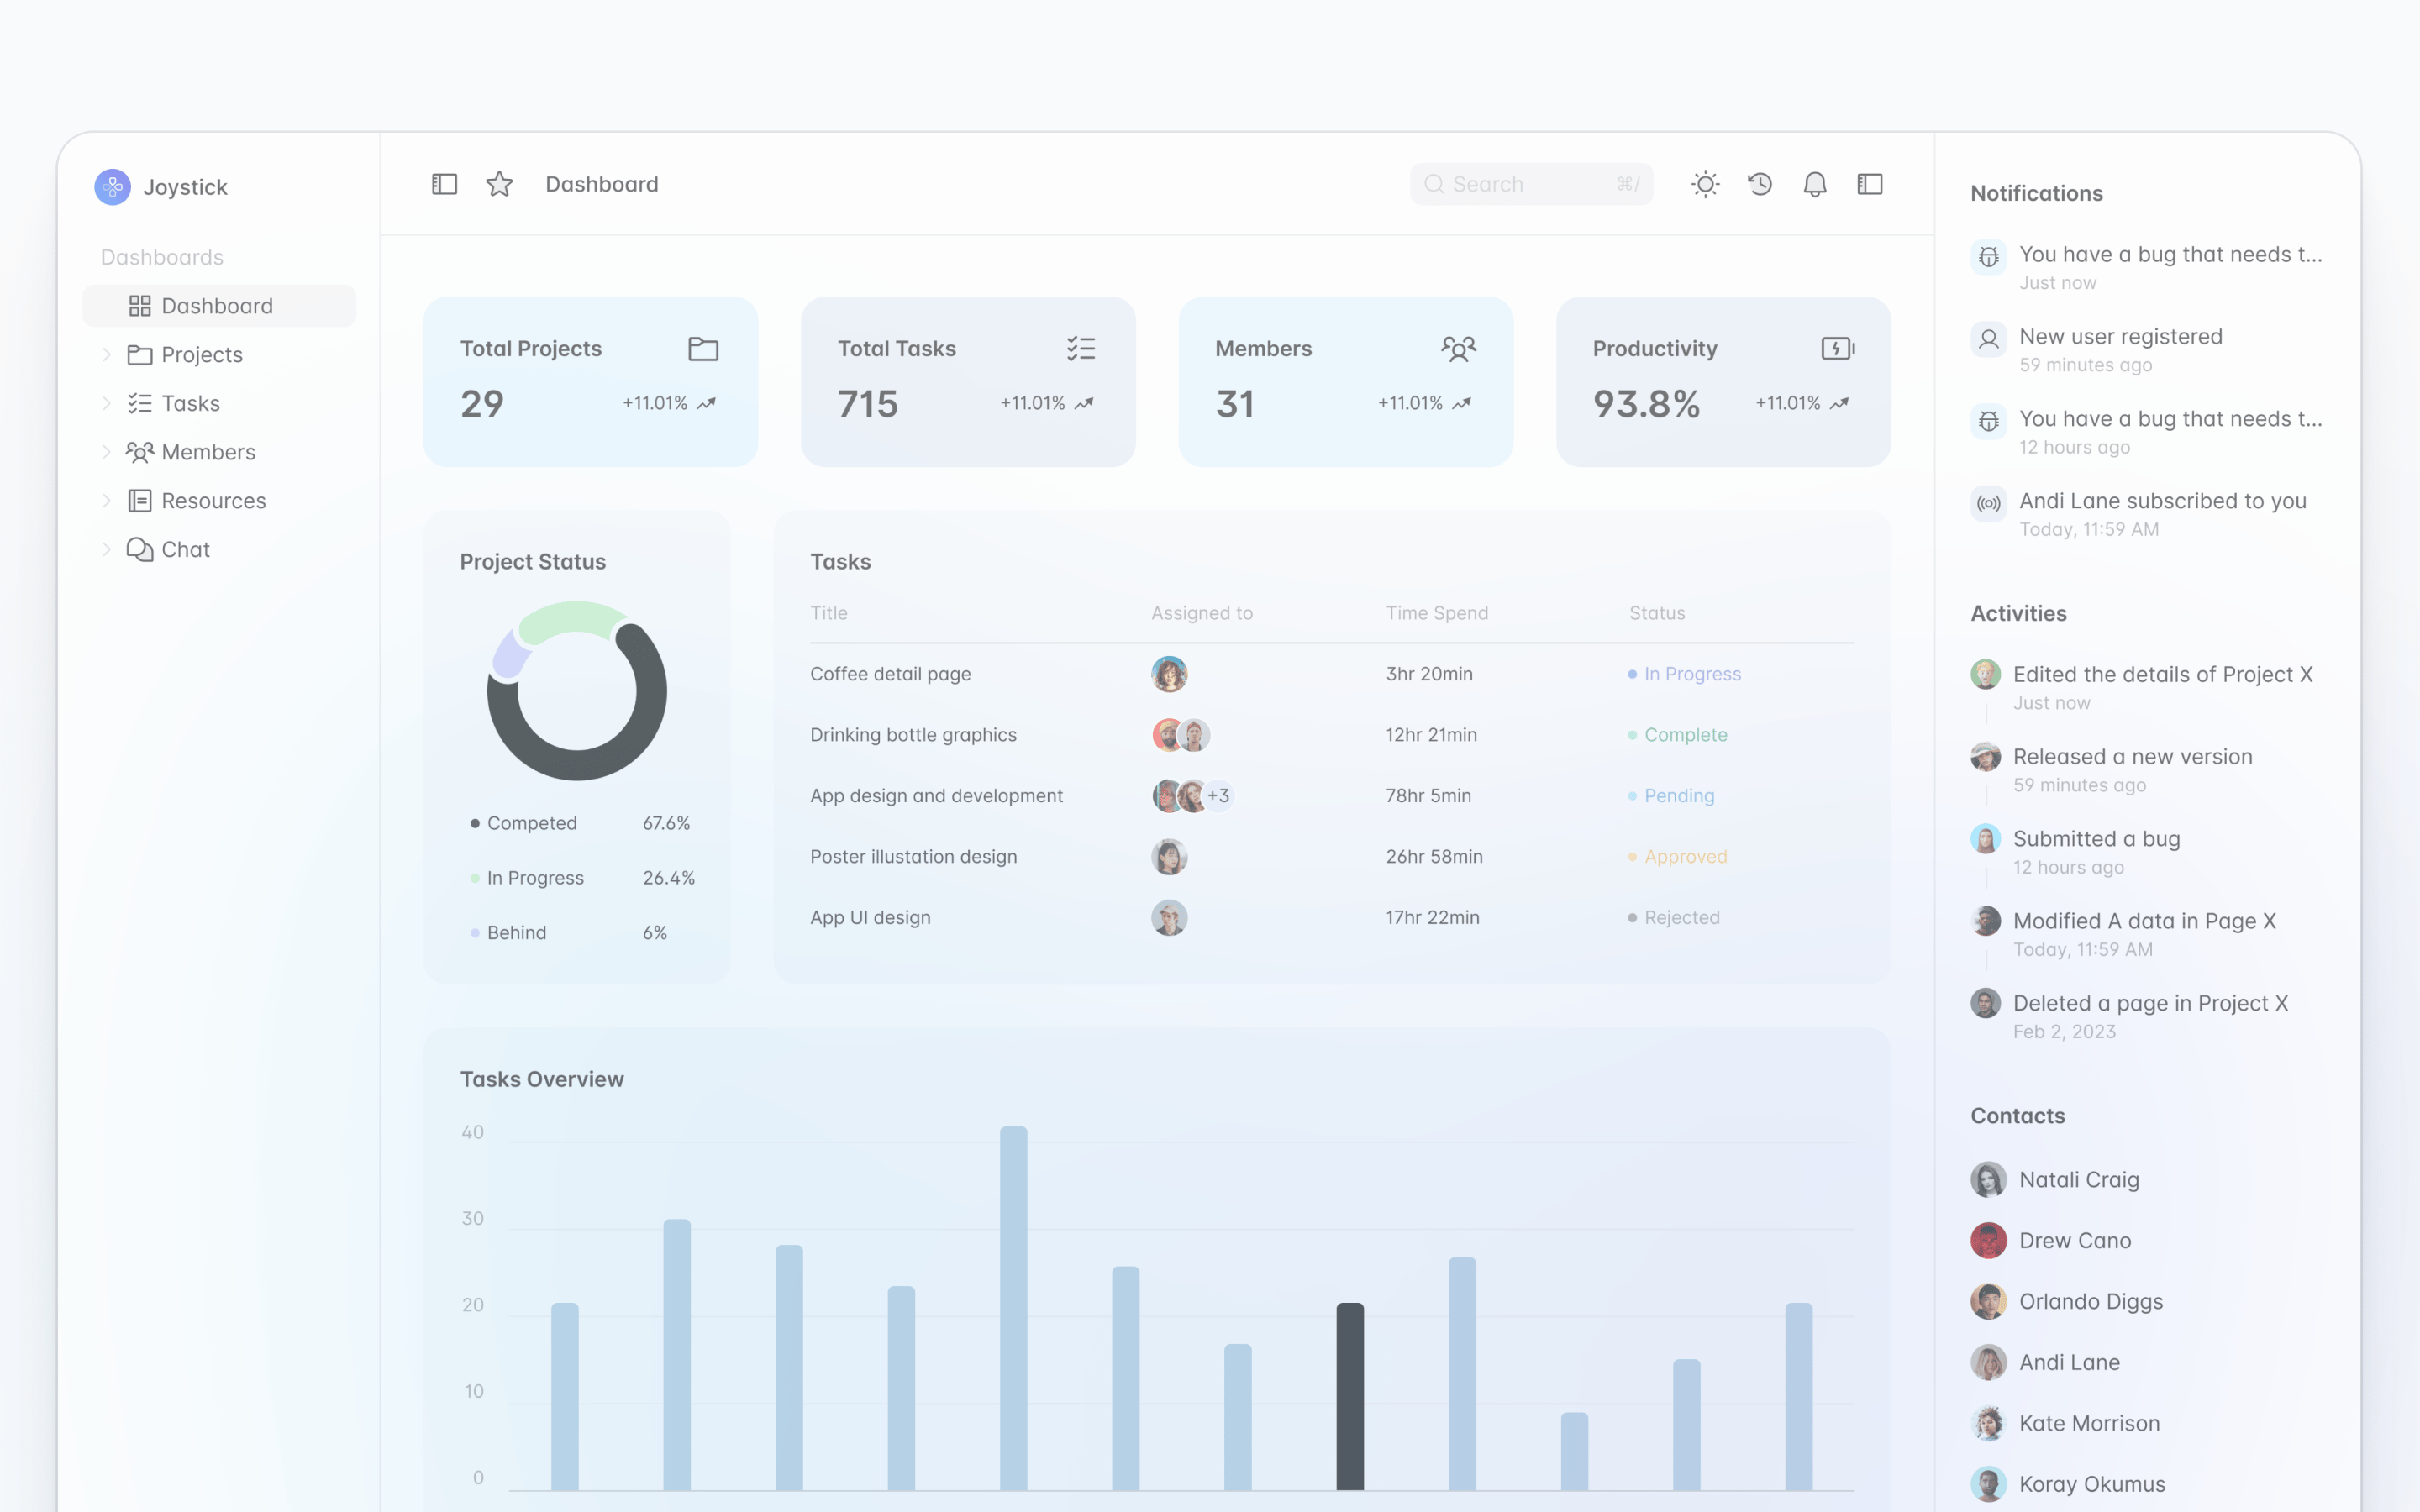 Joystick
Dashboards
Dashboard
Projects
Tasks
Members
Resources
Chat
Dashboard
Search ⌘/
Total Projects
29 +11.01%
Total Tasks
715 +11.01%
Members
31 +11.01%
Productivity
93.8% +11.01%
Project Status
Competed 67.6%
In Progress 26.4%
Behind 6%
Tasks
Title Assigned to Time Spend Status
Coffee detail page 3hr 20min In Progress
Drinking bottle graphics 12hr 21min Complete
App design and development +3 78hr 5min Pending
Poster illustation design 26hr 58min Approved
App UI design 17hr 22min Rejected
Tasks Overview
40
30
20
10
0
Notifications
You have a bug that needs t...
Just now
New user registered
59 minutes ago
You have a bug that needs t...
12 hours ago
Andi Lane subscribed to you
Today, 11:59 AM
Activities
Edited the details of Project X
Just now
Released a new version
59 minutes ago
Submitted a bug
12 hours ago
Modified A data in Page X
Today, 11:59 AM
Deleted a page in Project X
Feb 2, 2023
Contacts
Natali Craig
Drew Cano
Orlando Diggs
Andi Lane
Kate Morrison
Koray Okumus